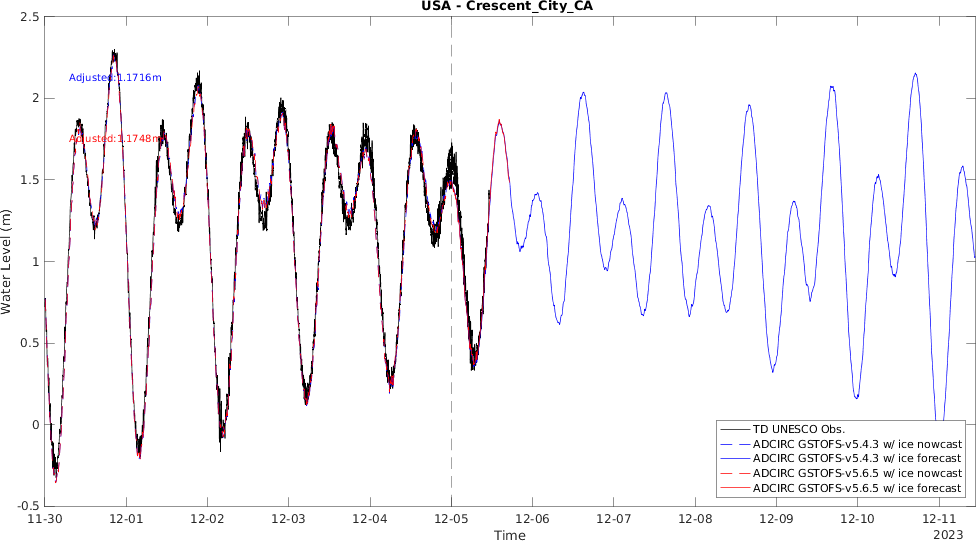 USA - Crescent_City_CA
2.5
2
1.5
1
0.5
0
-0.5
Water Level (m)
Adjusted:1.1716m
Adjusted:1.1748m
TD UNESCO Obs.
ADCIRC GSTOFS-v5.4.3 w/ ice nowcast
ADCIRC GSTOFS-v5.4.3 w/ ice forecast
ADCIRC GSTOFS-v5.6.5 w/ ice nowcast
ADCIRC GSTOFS-v5.6.5 w/ ice forecast
11-30 12-01 12-02 12-03 12-04 12-05 12-06 12-07 12-08 12-09 12-10 12-11
Time
2023